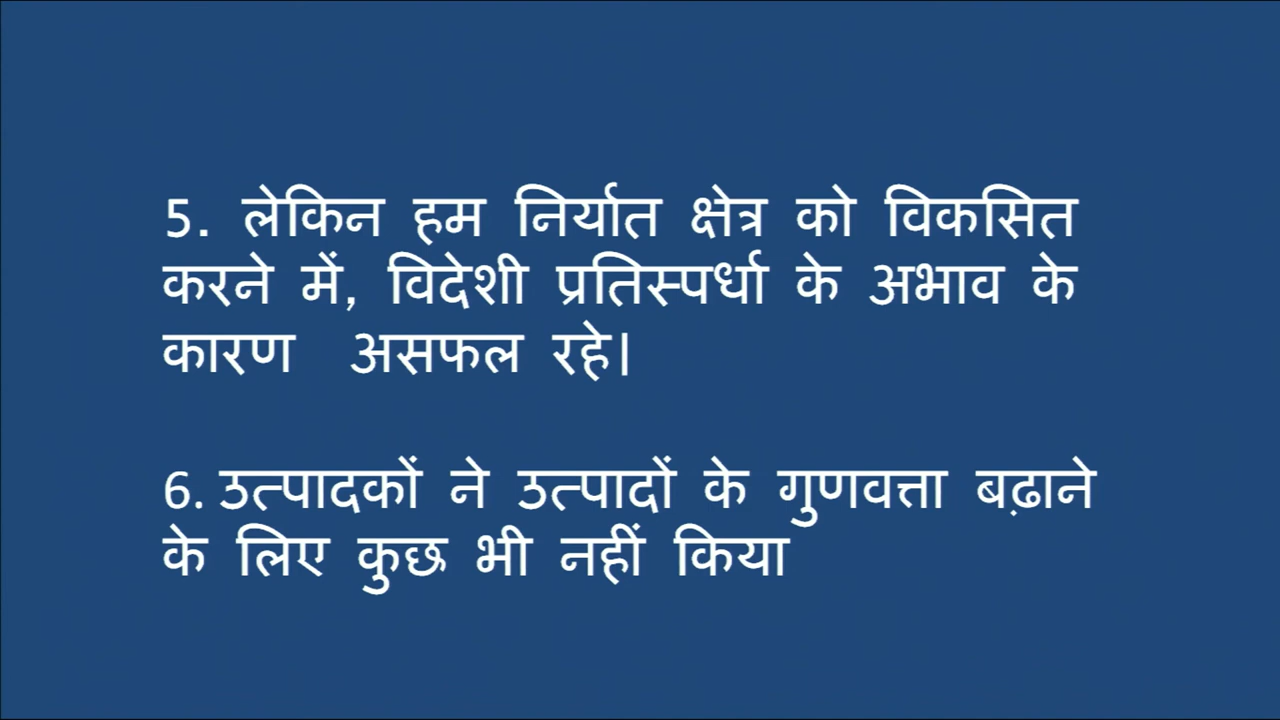 5. लेकिन हम निर्यात क्षेत्र को विकसित
करने में, विदेशी प्रतिस्पर्धा के अभाव के
कारण असफल रहे।
6. उत्पादकों ने उत्पादों के गुणवत्ता बढ़ाने
के लिए कुछ भी नहीं किया